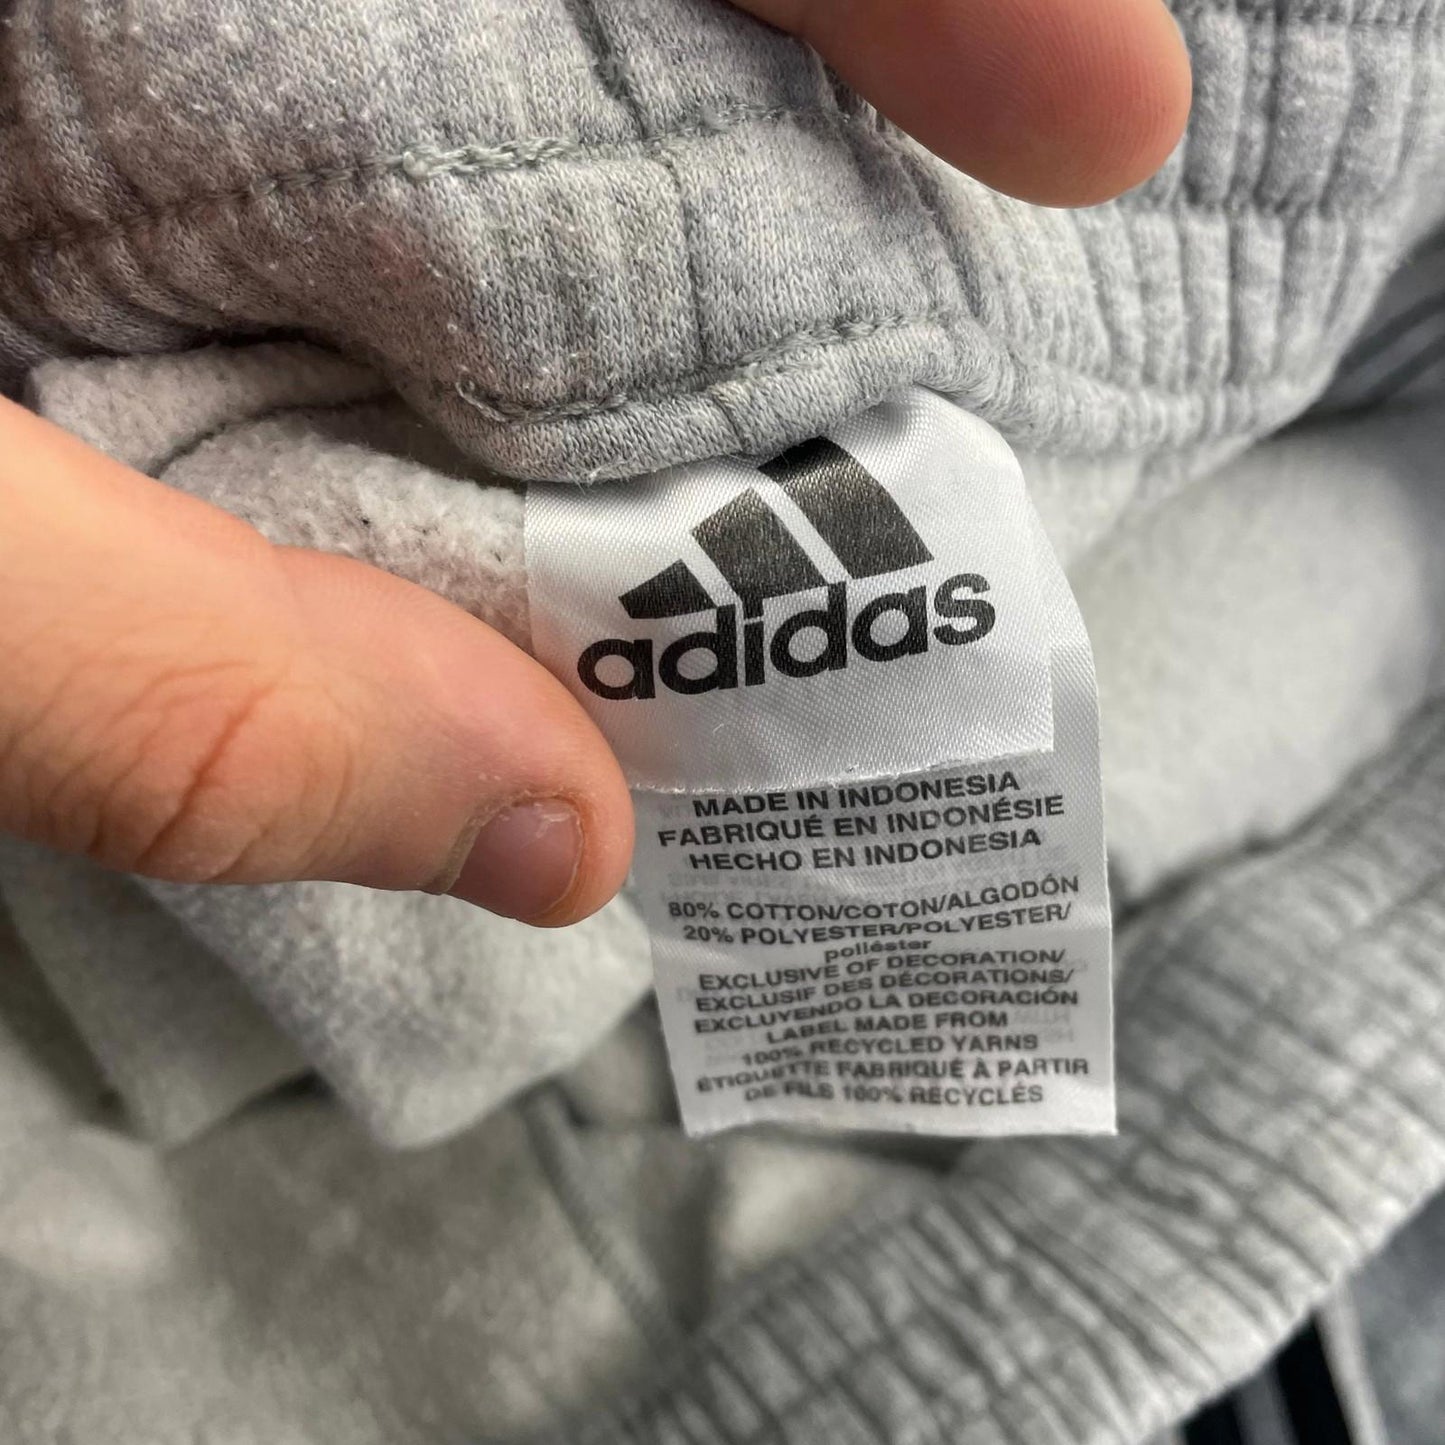 adidas
MADE IN INDONESIA
FABRIQUÉ EN INDONÉSIE
HECHO EN INDONESIA
80% COTTON/COTON/ALGODÓN
20% POLYESTER/POLYESTER/
poliéster
EXCLUSIVE OF DECORATION/
EXCLUSIF DES DÉCORATIONS/
EXCLUYENDO LA DECORACIÓN
LABEL MADE FROM
100% RECYCLED YARNS
ÉTIQUETTE FABRIQUÉ À PARTIR
DE FILS 100% RECYCLÉS